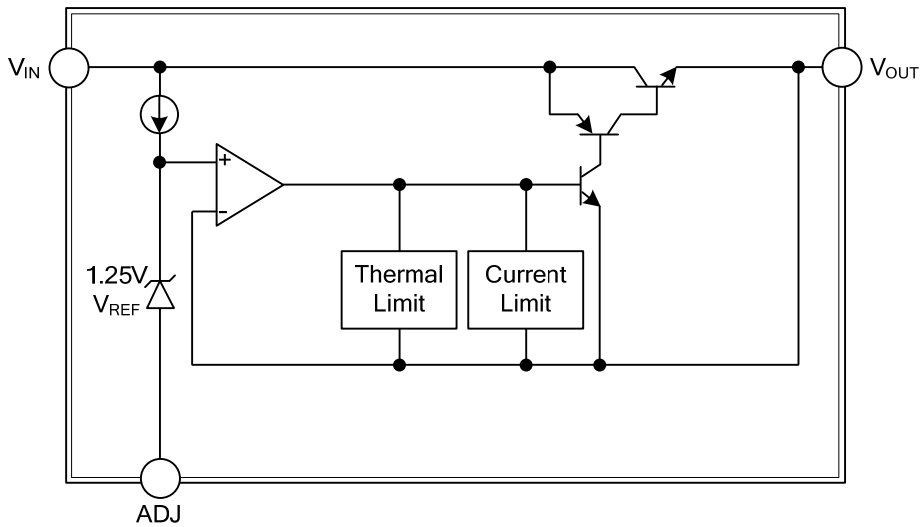 VIN
VOUT
+
-
1.25V
VREF
Thermal
Limit
Current
Limit
ADJ